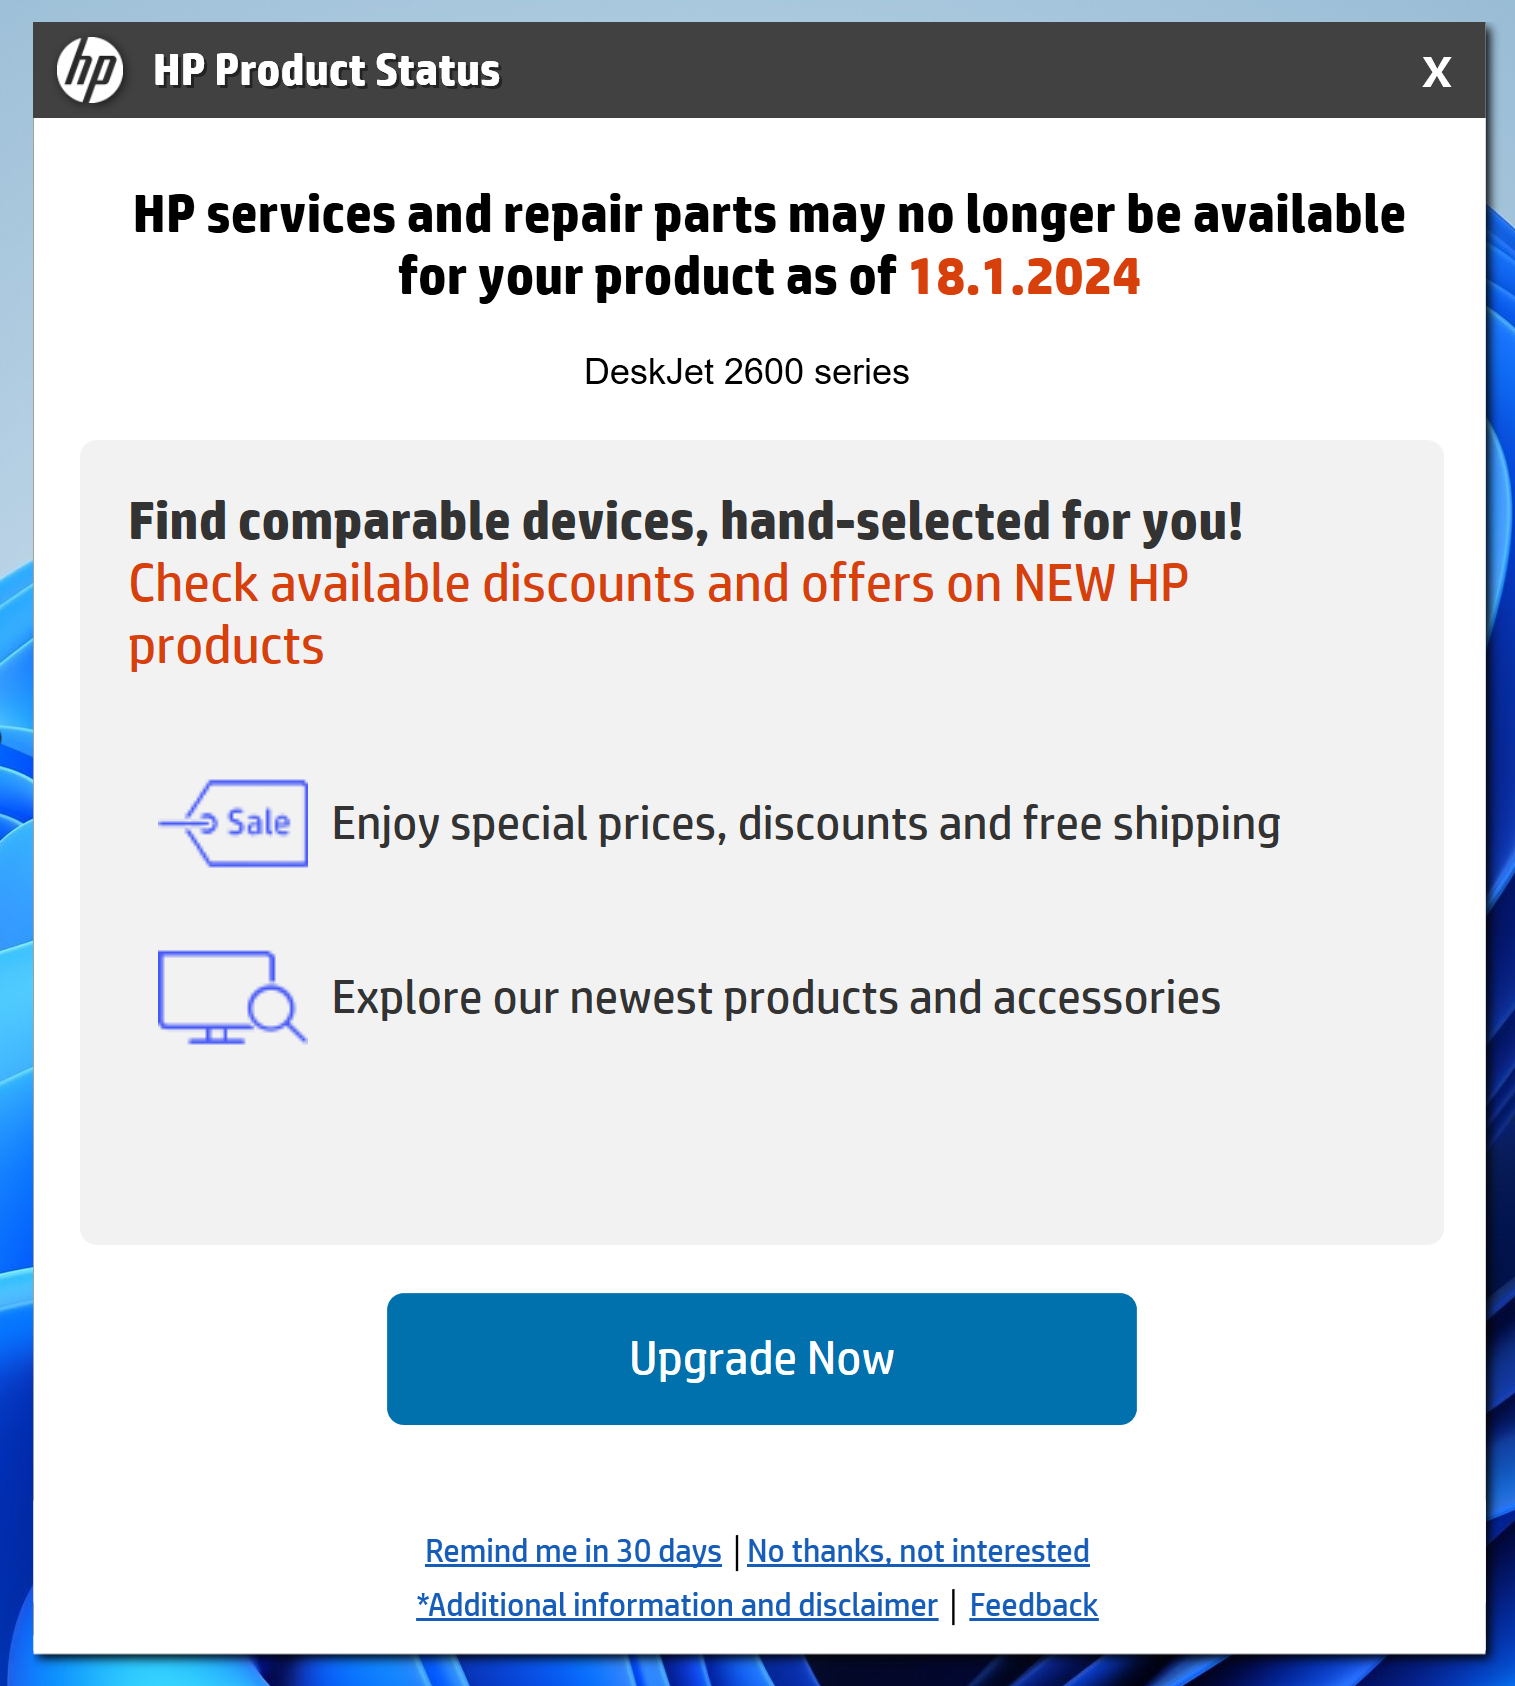 hp HP Product Status X
HP services and repair parts may no longer be available
for your product as of 18.1.2024
DeskJet 2600 series
Find comparable devices, hand-selected for you!
Check available discounts and offers on NEW HP
products
Sale Enjoy special prices, discounts and free shipping
Explore our newest products and accessories
Upgrade Now
Remind me in 30 days | No thanks, not interested
*Additional information and disclaimer | Feedback